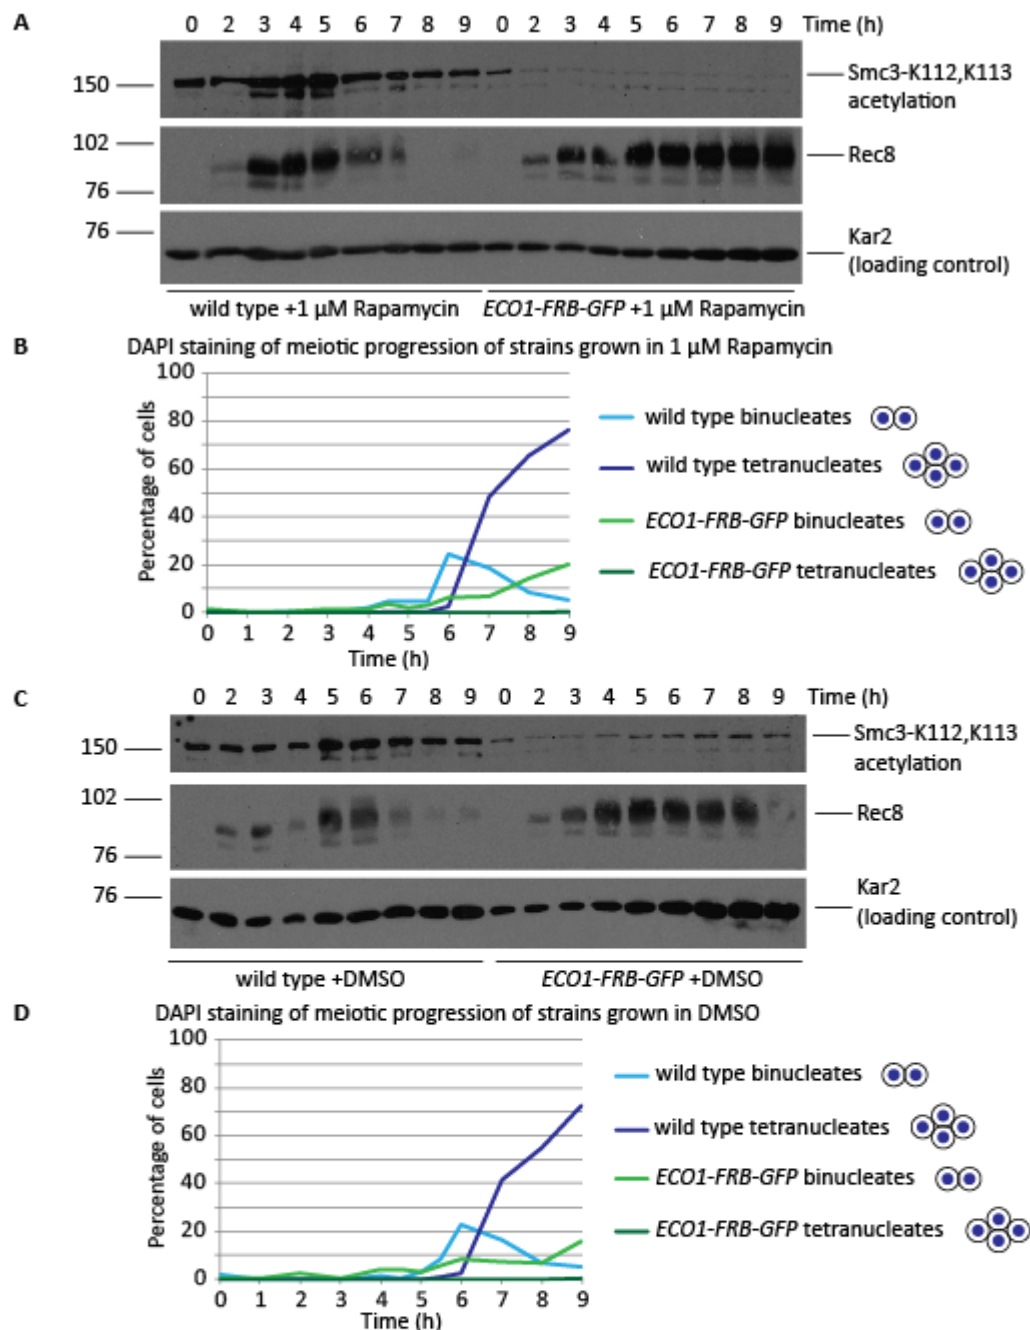 A
0 2 3 4 5 6 7 8 9 0 2 3 4 5 6 7 8 9 Time (h)
150
Smc3-K112,K113
acetylation
102
Rec8
76
76
Kar2
(loading control)
wild type +1 µM Rapamycin ECO1-FRB-GFP +1 µM Rapamycin
B DAPI staining of meiotic progression of strains grown in 1 µM Rapamycin
Percentage of cells
100
80
60
40
20
0
0 1 2 3 4 5 6 7 8 9
Time (h)
wild type binucleates
wild type tetranucleates
ECO1-FRB-GFP binucleates
ECO1-FRB-GFP tetranucleates
C
0 2 3 4 5 6 7 8 9 0 2 3 4 5 6 7 8 9 Time (h)
150
Smc3-K112,K113
acetylation
102
Rec8
76
76
Kar2
(loading control)
wild type +DMSO ECO1-FRB-GFP +DMSO
D DAPI staining of meiotic progression of strains grown in DMSO
Percentage of cells
100
80
60
40
20
0
0 1 2 3 4 5 6 7 8 9
Time (h)
wild type binucleates
wild type tetranucleates
ECO1-FRB-GFP binucleates
ECO1-FRB-GFP tetranucleates